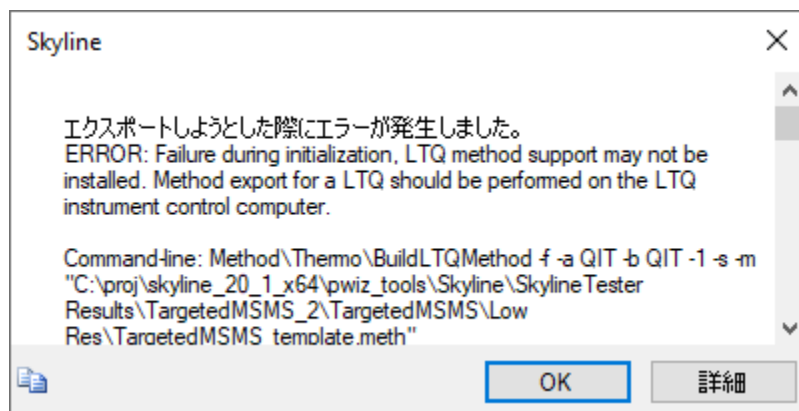 Skyline
エクスポートしようとした際にエラーが発生しました。
ERROR: Failure during initialization, LTQ method support may not be
installed. Method export for a LTQ should be performed on the LTQ
instrument control computer.
Command-line: Method\Thermo\BuildLTQMethod -f -a QIT -b QIT -1 -s -m
"C:\proj\skyline_20_1_x64\pwiz_tools\Skyline\SkylineTester
Results\TargetedMSMS_2\TargetedMSMS\Low
Res\TargetedMSMS_template.meth"
OK
詳細